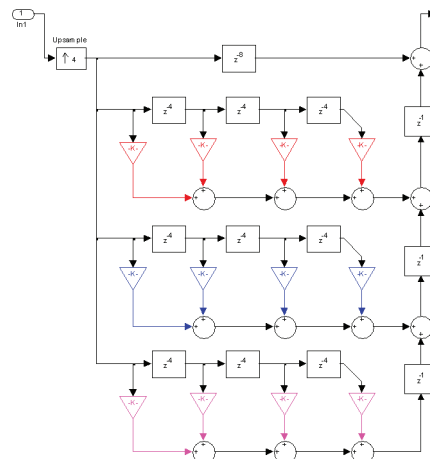 1
In1
Upsample
↑ 4
z-8
+
+
z-4 z-4 z-4
z-1
-K- -K- -K- -K-
+ + + +
+ + + +
z-4 z-4 z-4
z-1
-K- -K- -K- -K-
+ + + +
+ + + +
z-4 z-4 z-4
z-1
-K- -K- -K- -K-
+ + +
+ + +